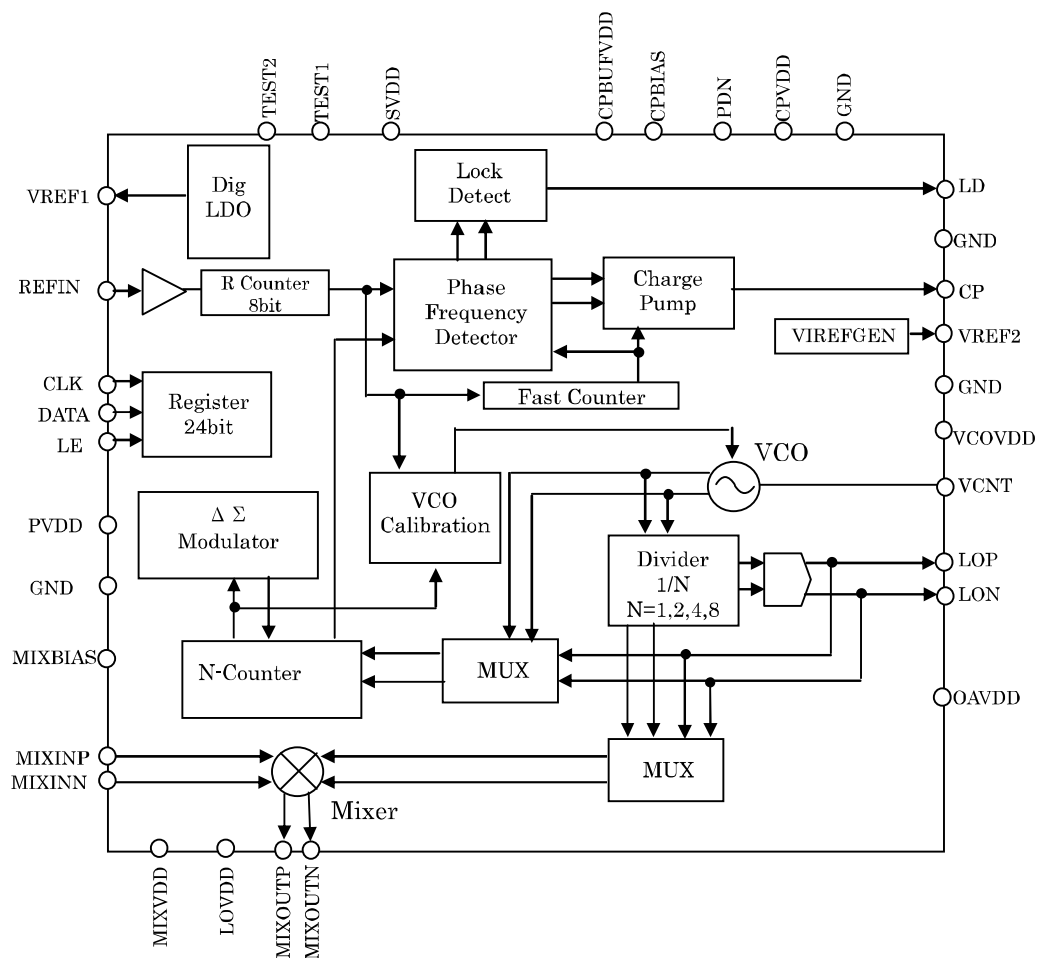 TEST2
TEST1
SVDD
CPBUFVDD
CPBIAS
PDN
CPVDD
GND
VREF1
Dig
LDO
Lock
Detect
LD
GND
REFIN
R Counter
8bit
Phase
Frequency
Detector
Charge
Pump
CP
VIREFGEN
VREF2
CLK
DATA
LE
Register
24bit
Fast Counter
GND
VCOVDD
VCO
VCNT
PVDD
Δ Σ
Modulator
VCO
Calibration
Divider
1/N
N=1,2,4,8
LOP
LON
GND
MIXBIAS
N-Counter
MUX
OAVDD
MIXINP
MIXINN
Mixer
MUX
MIXVDD
LOVDD
MIXOUTP
MIXOUTN